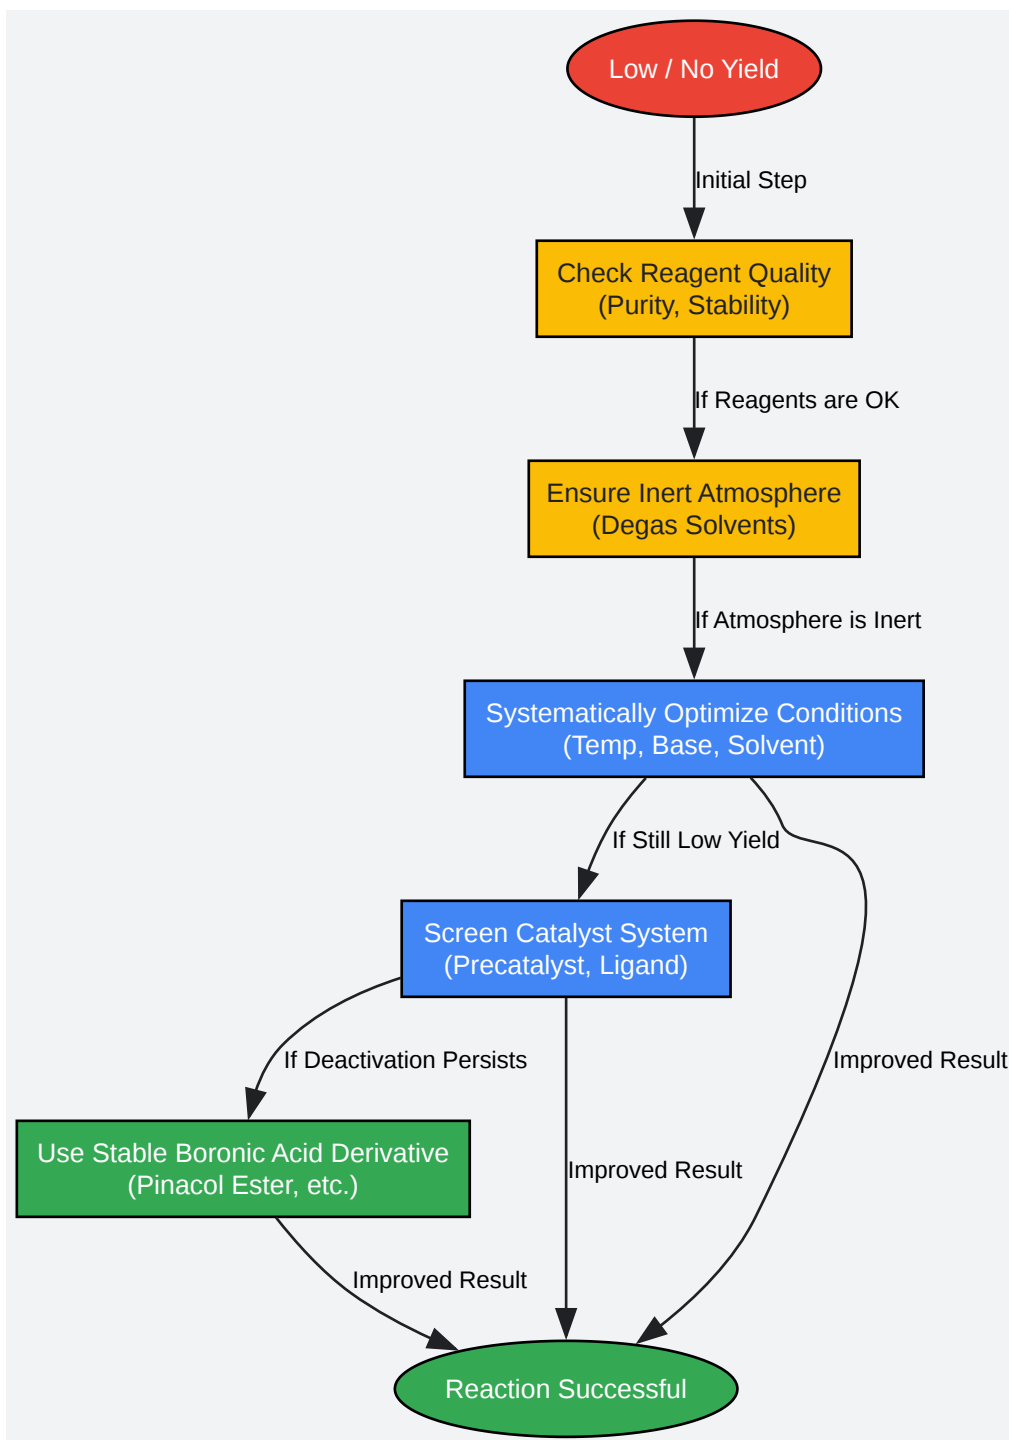 Low / No Yield
Initial Step
Check Reagent Quality
(Purity, Stability)
If Reagents are OK
Ensure Inert Atmosphere
(Degas Solvents)
If Atmosphere is Inert
Systematically Optimize Conditions
(Temp, Base, Solvent)
If Still Low Yield
Screen Catalyst System
(Precatalyst, Ligand)
If Deactivation Persists
Improved Result
Use Stable Boronic Acid Derivative
(Pinacol Ester, etc.)
Improved Result
Improved Result
Reaction Successful